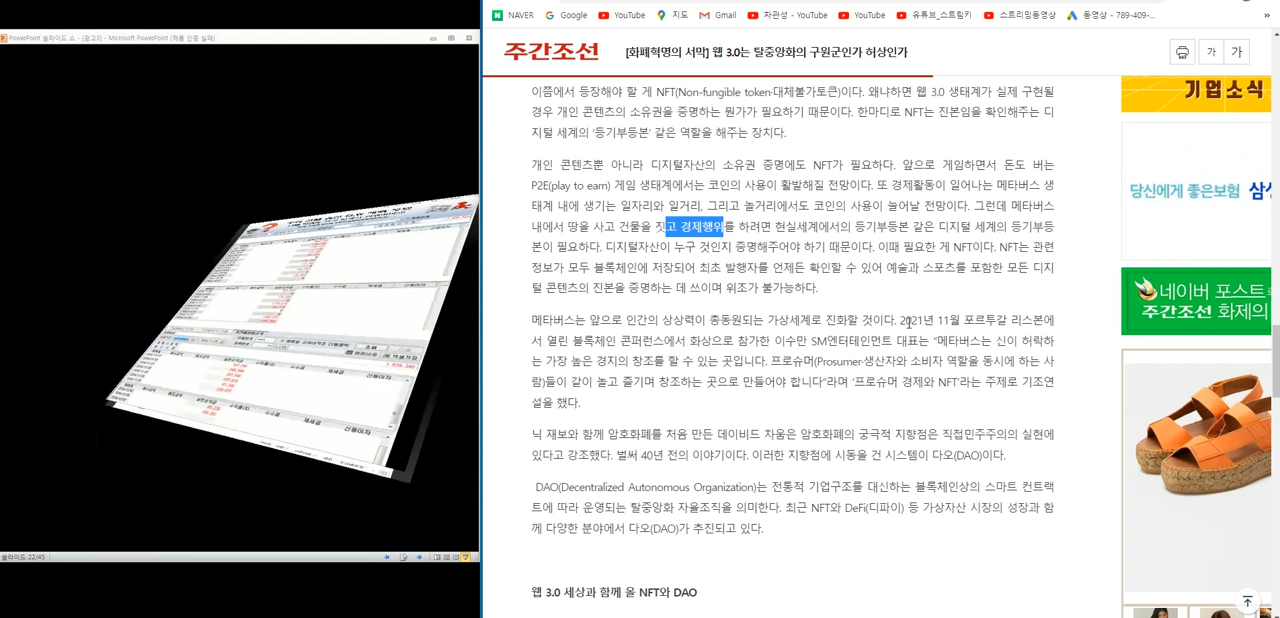 PowerPoint 슬라이드 쇼 - [광고3] - Microsoft PowerPoint (제품 인증 실패)
슬라이드 22/45
NAVER Google YouTube 지도 Gmail 차관성 - YouTube YouTube 유튜브_스트림키 스트리밍동영상 동영상 - 789-409-... »
주간조선 [화폐혁명의 서막] 웹 3.0는 탈중앙화의 구원군인가 허상인가 가 가
이쯤에서 등장해야 할 게 NFT(Non-fungible token·대체불가토큰)이다. 왜냐하면 웹 3.0 생태계가 실제 구현될
경우 개인 콘텐츠의 소유권을 증명하는 뭔가가 필요하기 때문이다. 한마디로 NFT는 진본임을 확인해주는 디
지털 세계의 '등기부등본' 같은 역할을 해주는 장치다.
개인 콘텐츠뿐 아니라 디지털자산의 소유권 증명에도 NFT가 필요하다. 앞으로 게임하면서 돈도 버는
P2E(play to earn) 게임 생태계에서는 코인의 사용이 활발해질 전망이다. 또 경제활동이 일어나는 메타버스 생
태계 내에 생기는 일자리와 일거리, 그리고 놀거리에서도 코인의 사용이 늘어날 전망이다. 그런데 메타버스
내에서 땅을 사고 건물을 짓고 경제행위를 하려면 현실세계에서의 등기부등본 같은 디지털 세계의 등기부등
본이 필요하다. 디지털자산이 누구 것인지 증명해주어야 하기 때문이다. 이때 필요한 게 NFT이다. NFT는 관련
정보가 모두 블록체인에 저장되어 최초 발행자를 언제든 확인할 수 있어 예술과 스포츠를 포함한 모든 디지
털 콘텐츠의 진본을 증명하는 데 쓰이며 위조가 불가능하다.
메타버스는 앞으로 인간의 상상력이 총동원되는 가상세계로 진화할 것이다. 2021년 11월 포르투갈 리스본에
서 열린 블록체인 콘퍼런스에서 화상으로 참가한 이수만 SM엔터테인먼트 대표는 "메타버스는 신이 허락하
는 가장 높은 경지의 창조를 할 수 있는 곳입니다. 프로슈머(Prosumer·생산자와 소비자 역할을 동시에 하는 사
람)들이 같이 놀고 즐기며 창조하는 곳으로 만들어야 합니다"라며 '프로슈머 경제와 NFT'라는 주제로 기조연
설을 했다.
닉 재보와 함께 암호화폐를 처음 만든 데이비드 차움은 암호화폐의 궁극적 지향점은 직접민주주의의 실현에
있다고 강조했다. 벌써 40년 전의 이야기이다. 이러한 지향점에 시동을 건 시스템이 다오(DAO)이다.
DAO(Decentralized Autonomous Organization)는 전통적 기업구조를 대신하는 블록체인상의 스마트 컨트랙
트에 따라 운영되는 탈중앙화 자율조직을 의미한다. 최근 NFT와 DeFi(디파이) 등 가상자산 시장의 성장과 함
께 다양한 분야에서 다오(DAO)가 추진되고 있다.
웹 3.0 세상과 함께 올 NFT와 DAO
기업소식
당신에게 좋은보험 삼
네이버 포스트
주간조선 화제의